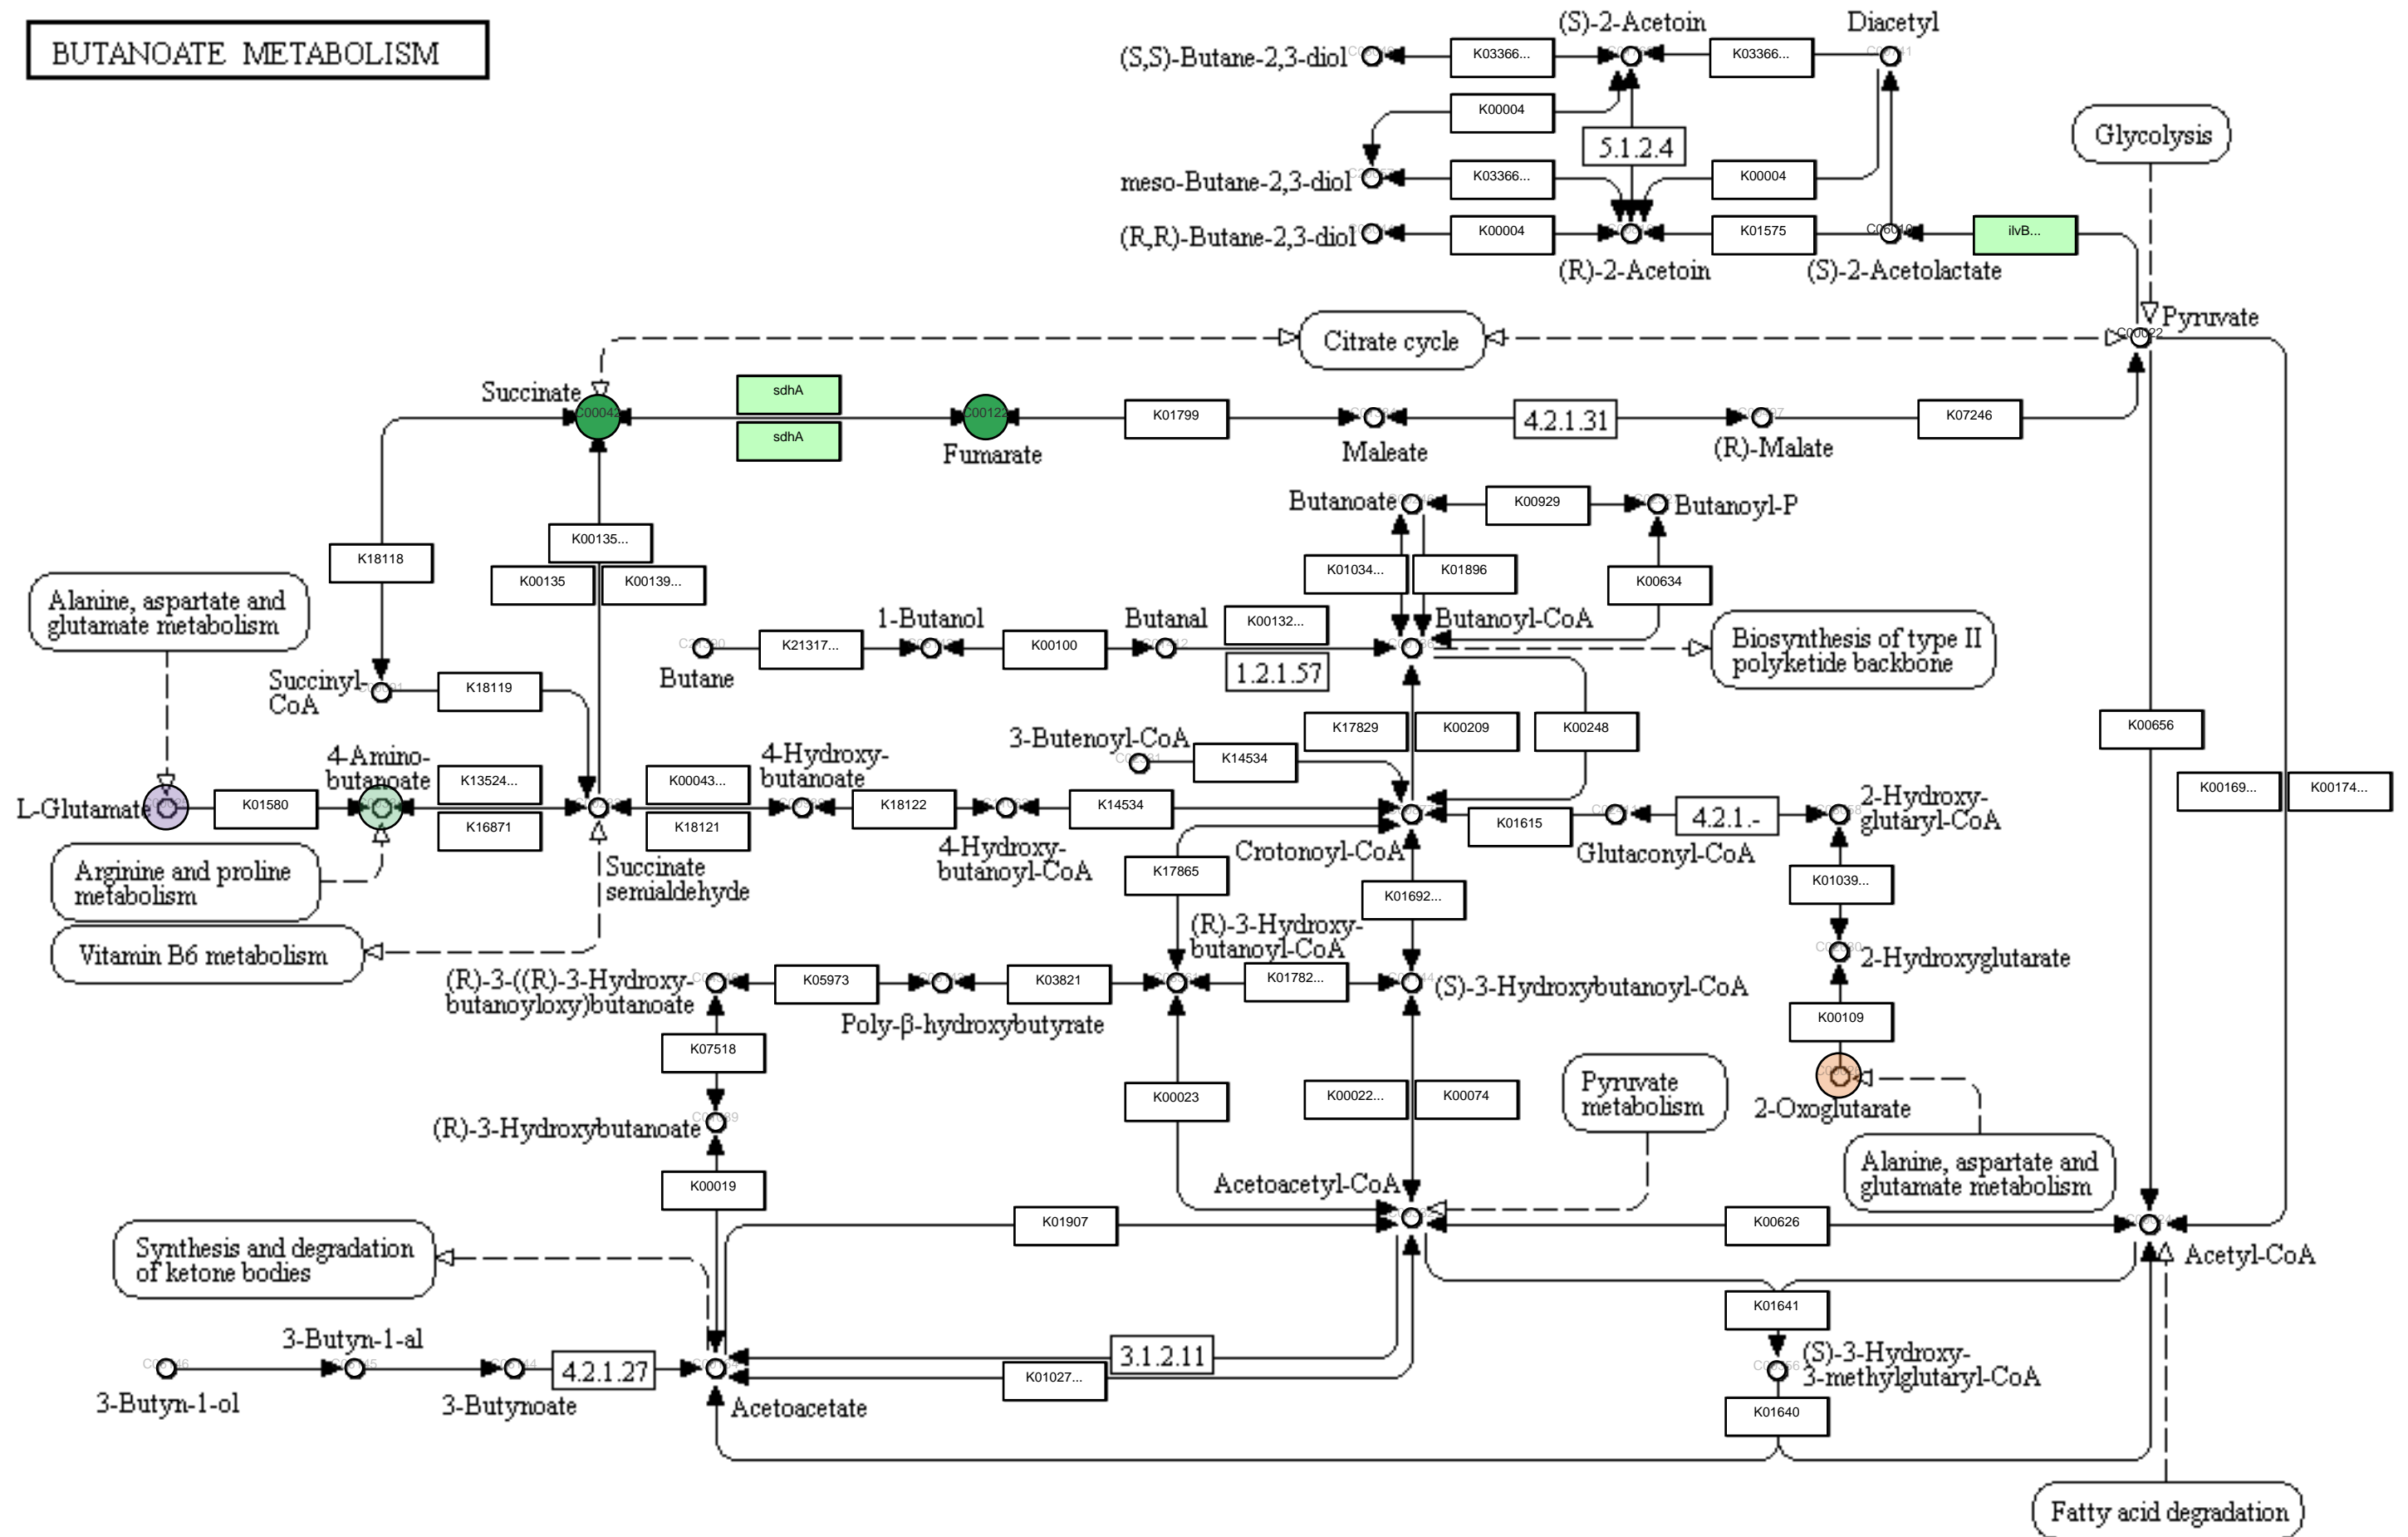 BUTANOATE METABOLISM
(S)-2-Acetoin
Diacetyl
(S,S)-Butane-2,3-diol
K03366...
K03366...
K00004
5.1.2.4
Glycolysis
meso-Butane-2,3-diol
K03366...
K00004
(R,R)-Butane-2,3-diol
K00004
K01575
ilvB...
(R)-2-Acetoin
(S)-2-Acetolactate
Citrate cycle
Pyruvate
C00022
Succinate
C00042
sdhA
sdhA
C00122
Fumarate
K01799
Maleate
4.2.1.31
(R)-Malate
K07246
Butanoate
K00929
Butanoyl-P
K18118
K00135...
K00135
K00139...
K01034...
K01896
K00634
Alanine, aspartate and
glutamate metabolism
1-Butanol
Butanal
K00132...
Butanoyl-CoA
Biosynthesis of type II
polyketide backbone
Butane
K21317...
K00100
1.2.1.57
Succinyl-
CoA
K18119
K17829
K00209
K00248
K00656
3-Butenoyl-CoA
K14534
4-Amino-
butanoate
4-Hydroxy-
butanoate
L-Glutamate
K01580
K13524...
K16871
K00043...
K18121
K18122
K14534
K01615
4.2.1.-
2-Hydroxy-
glutaryl-CoA
K00169...
K00174...
Arginine and proline
metabolism
Succinate
semialdehyde
4-Hydroxy-
butanoyl-CoA
Crotonoyl-CoA
Glutaconyl-CoA
K17865
K01692...
K01039...
Vitamin B6 metabolism
(R)-3-Hydroxy-
butanoyl-CoA
2-Hydroxyglutarate
(R)-3-((R)-3-Hydroxy-
butanoyloxy)butanoate
K05973
K03821
K01782...
(S)-3-Hydroxybutanoyl-CoA
Poly-β-hydroxybutyrate
K00109
K07518
K00023
K00022...
K00074
Pyruvate
metabolism
2-Oxoglutarate
(R)-3-Hydroxybutanoate
K00019
Acetoacetyl-CoA
Alanine, aspartate and
glutamate metabolism
K01907
K00626
Acetyl-CoA
Synthesis and degradation
of ketone bodies
K01641
3-Butyn-1-al
3.1.2.11
4.2.1.27
K01027...
(S)-3-Hydroxy-
3-methylglutaryl-CoA
3-Butyn-1-ol
3-Butynoate
Acetoacetate
K01640
Fatty acid degradation